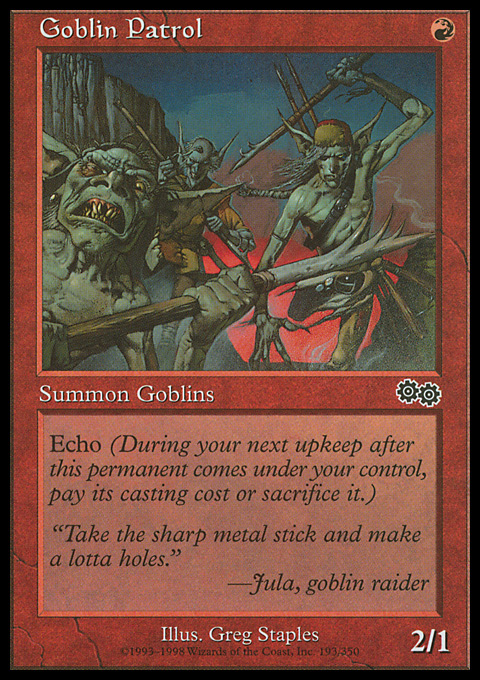 Goblin Patrol
Summon Goblins
Echo (During your next upkeep after
this permanent comes under your control,
pay its casting cost or sacrifice it.)
“Take the sharp metal stick and make
a lotta holes.”
—Jula, goblin raider
Illus. Greg Staples
©1993–1998 Wizards of the Coast, Inc. 193/350
2/1